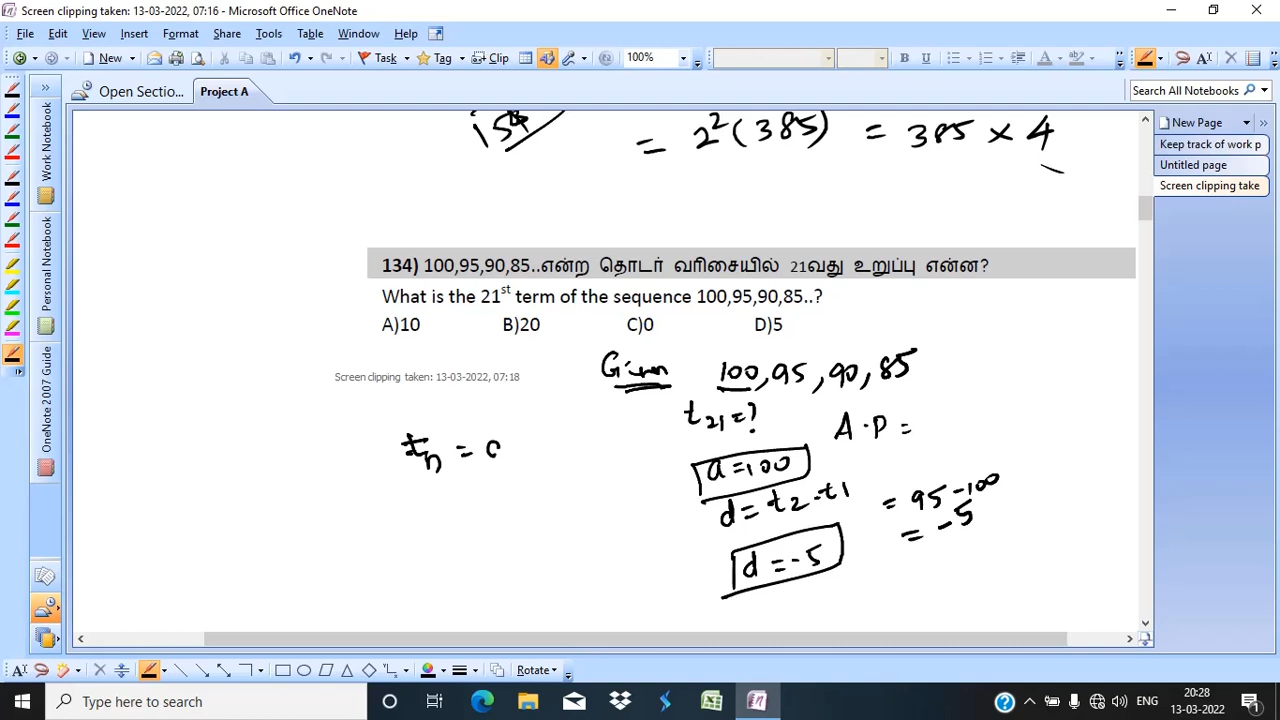 Screen clipping taken: 13-03-2022, 07:16 - Microsoft Office OneNote
File Edit View Insert Format Share Tools Table Window Help
New Task Tag Clip 100% B U
Open Sectio... Project A Search All Notebooks
Work Notebook
Personal Notebook
OneNote 2007 Guide
New Page
Keep track of work p
Untitled page
Screen clipping take
= 2²(385) = 385 × 4
134) 100,95,90,85..என்ற தொடர் வரிசையில் 21வது உறுப்பு என்ன?
What is the 21st term of the sequence 100,95,90,85..?
A)10 B)20 C)0 D)5
Screen clipping taken: 13-03-2022, 07:18
Given 100, 95, 90, 85
t21 = ? A.P =
a = 100
tn = a
d = t2 - t1 = 95 - 100
= -5
d = -5
Rotate
Type here to search
20:28
13-03-2022